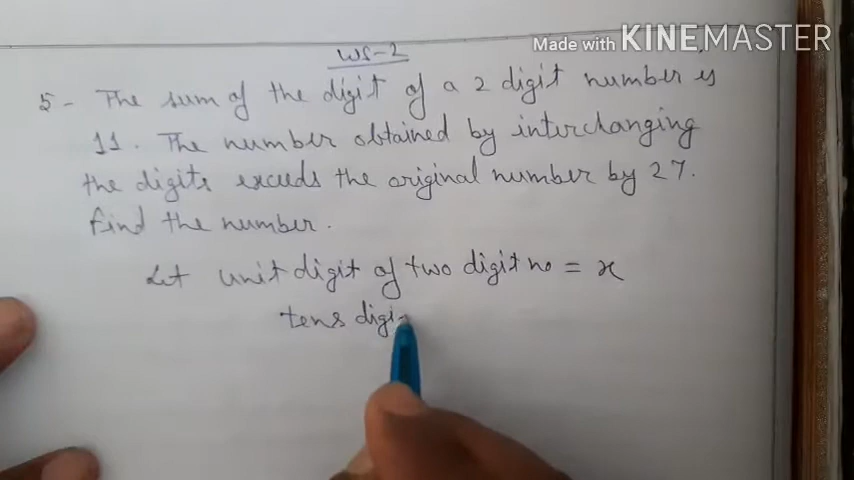 Made with KINEMASTER
WS-2
5- The sum of the digit of a 2 digit number is
11. The number obtained by interchanging
the digits exceeds the original number by 27.
find the number.
Let unit digit of two digit no = x
tens digi